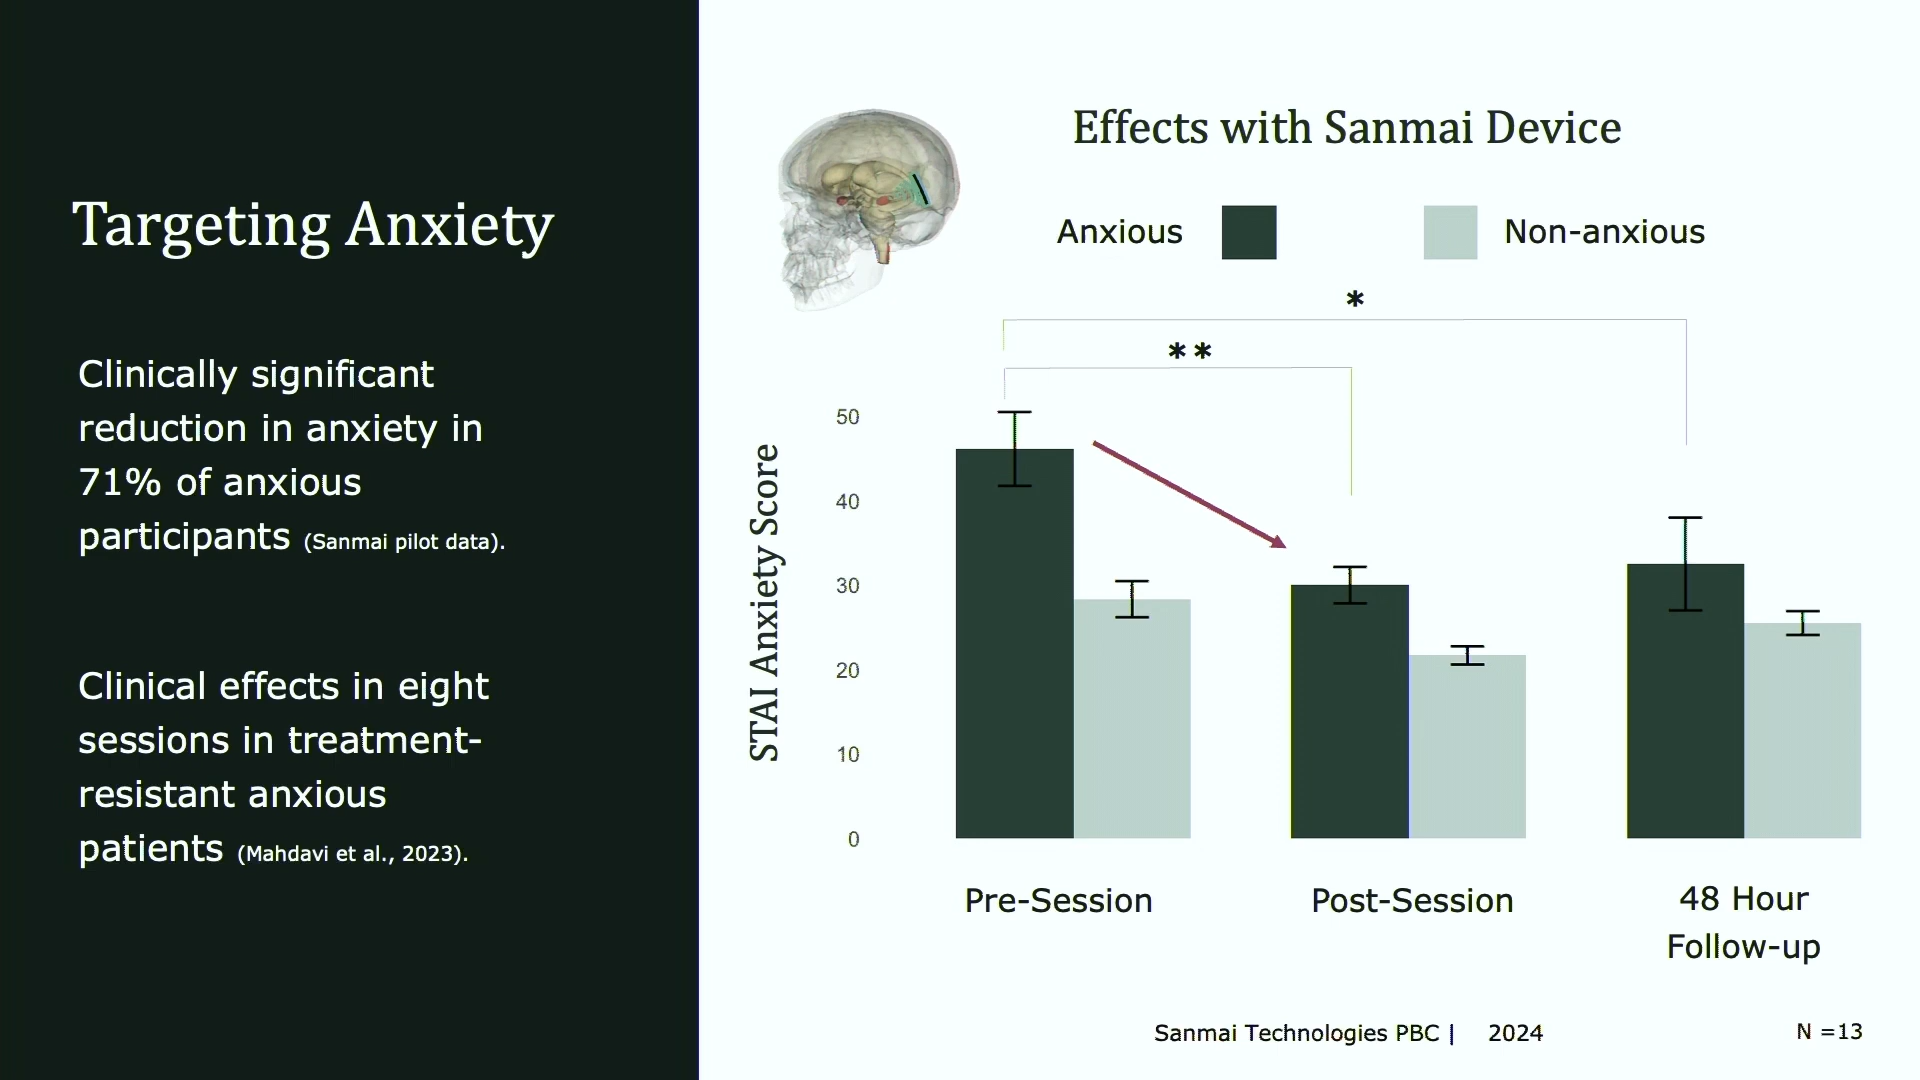 Targeting Anxiety
Clinically significant
reduction in anxiety in
71% of anxious
participants (Sanmai pilot data).
Clinical effects in eight
sessions in treatment-
resistant anxious
patients (Mahdavi et al., 2023).
Effects with Sanmai Device
Anxious
Non-anxious
*
**
STAI Anxiety Score
50
40
30
20
10
0
Pre-Session
Post-Session
48 Hour
Follow-up
Sanmai Technologies PBC | 2024
N =13